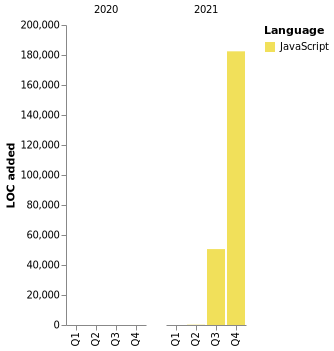 2020
2021
Language
JavaScript
LOC added
200,000
180,000
160,000
140,000
120,000
100,000
80,000
60,000
40,000
20,000
0
Q1
Q2
Q3
Q4
Q1
Q2
Q3
Q4